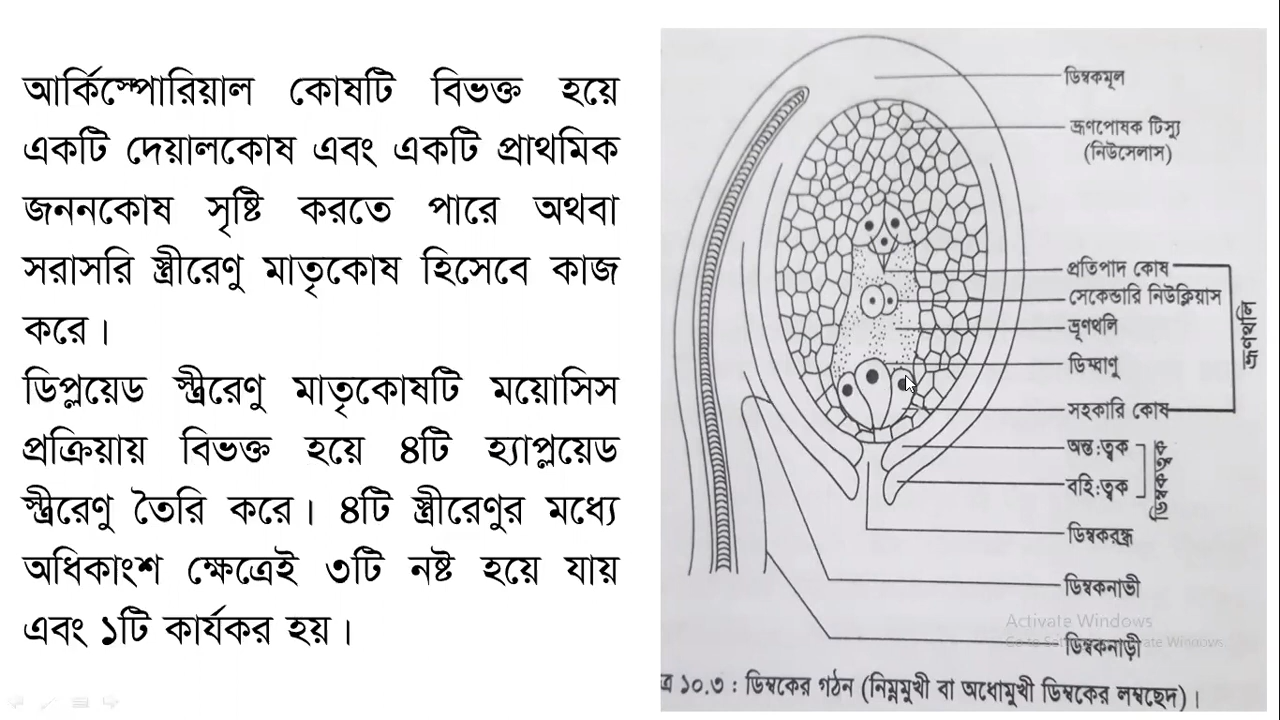 আর্কিস্পোরিয়াল কোষটি বিভক্ত হয়ে
একটি দেয়ালকোষ এবং একটি প্রাথমিক
জননকোষ সৃষ্টি করতে পারে অথবা
সরাসরি স্ত্রীরেণু মাতৃকোষ হিসেবে কাজ
করে।
ডিপ্লয়েড স্ত্রীরেণু মাতৃকোষটি ময়োসিস
প্রক্রিয়ায় বিভক্ত হয়ে ৪টি হ্যাপ্লয়েড
স্ত্রীরেণু তৈরি করে। ৪টি স্ত্রীরেণুর মধ্যে
অধিকাংশ ক্ষেত্রেই ৩টি নষ্ট হয়ে যায়
এবং ১টি কার্যকর হয়।
ডিম্বকমূল
ভ্রূণপোষক টিস্যু
(নিউসেলাস)
প্রতিপাদ কোষ
সেকেন্ডারি নিউক্লিয়াস
ভ্রূণথলি
ডিম্বাণু
সহকারি কোষ
ভ্রূণথলি
অন্ত:ত্বক
বহি:ত্বক
ডিম্বকত্বক
ডিম্বকরন্ধ্র
ডিম্বকনাভী
Activate Windows
ডিম্বকনাড়ী
ত্র ১০.৩ : ডিম্বকের গঠন (নিম্নমুখী বা অধোমুখী ডিম্বকের লম্বচ্ছেদ)।